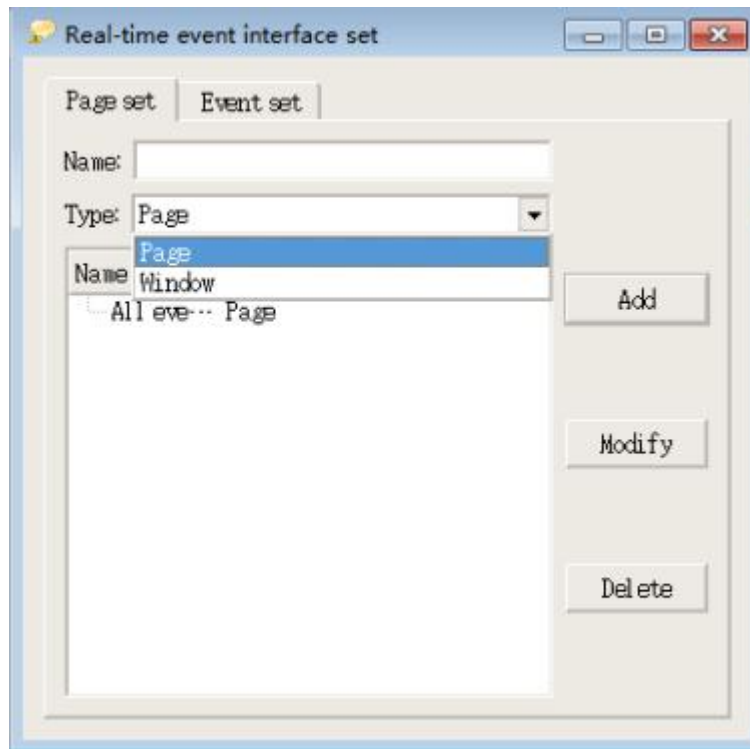 Real-time event interface set
Page set Event set
Name:
Type: Page
Page
Name
Window
All eve… Page
Add
Modify
Delete